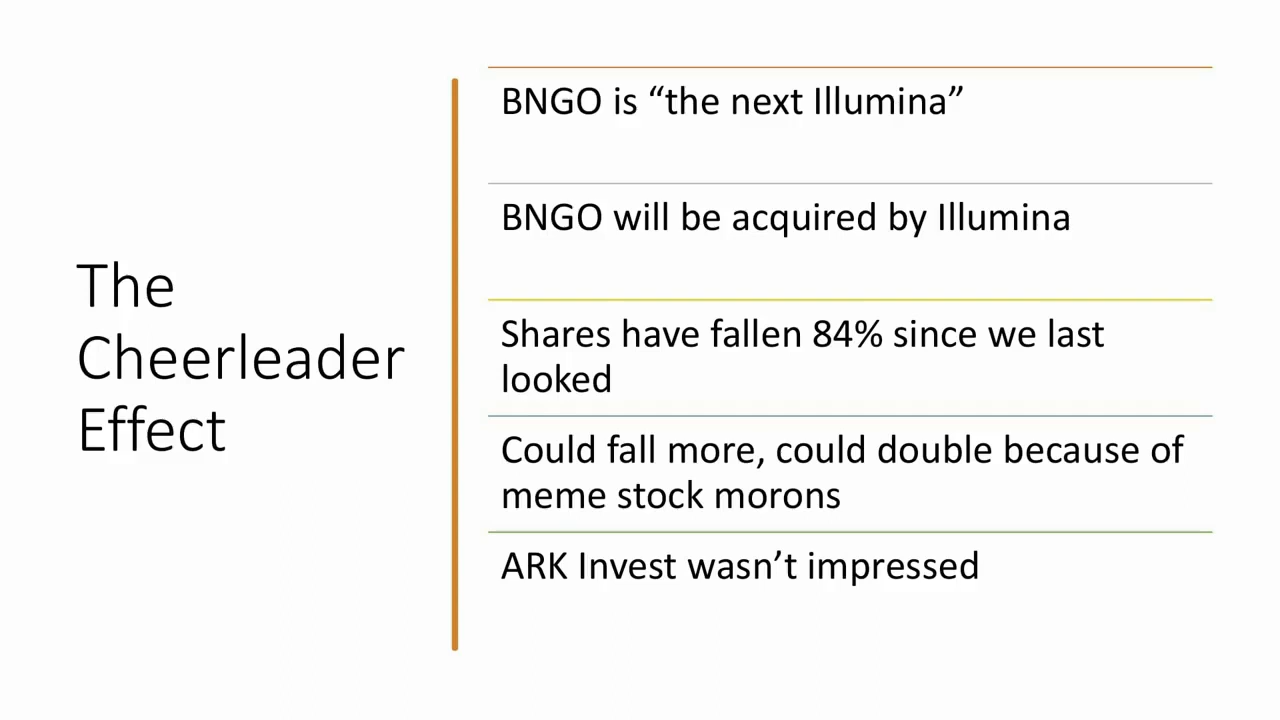 The
Cheerleader
Effect
BNGO is “the next Illumina”
BNGO will be acquired by Illumina
Shares have fallen 84% since we last
looked
Could fall more, could double because of
meme stock morons
ARK Invest wasn’t impressed